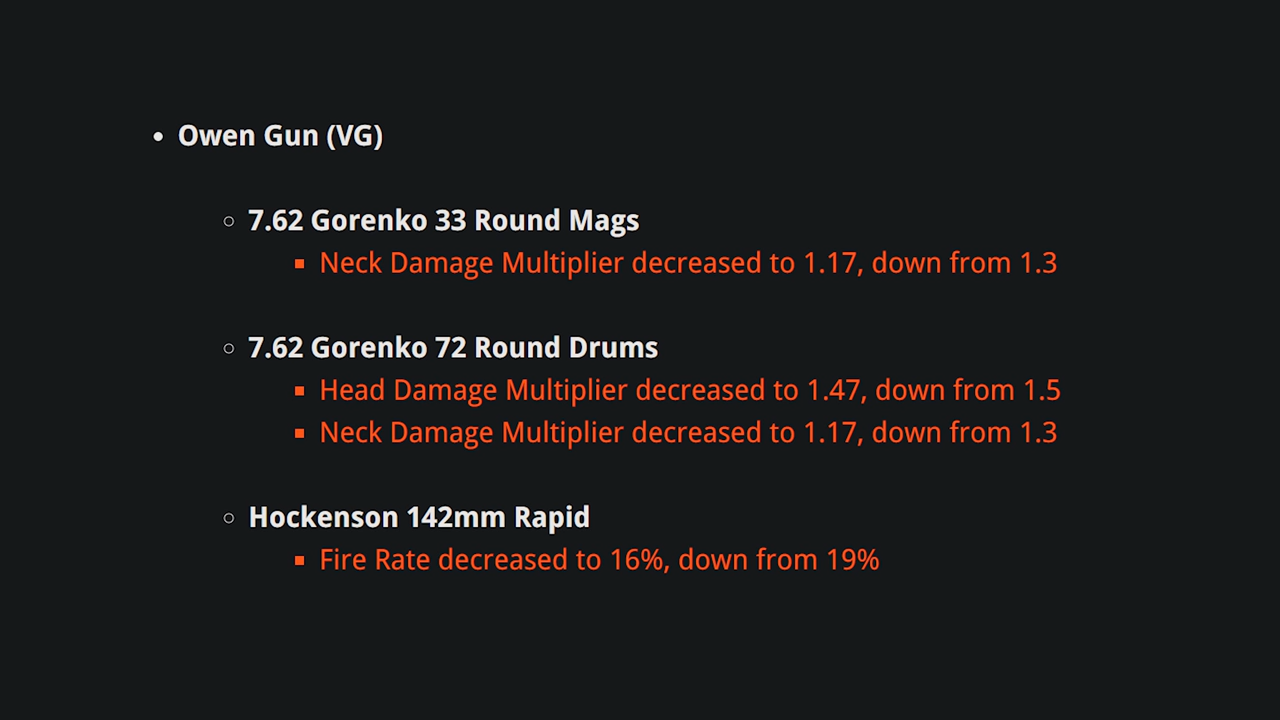 Owen Gun (VG)
7.62 Gorenko 33 Round Mags
Neck Damage Multiplier decreased to 1.17, down from 1.3
7.62 Gorenko 72 Round Drums
Head Damage Multiplier decreased to 1.47, down from 1.5
Neck Damage Multiplier decreased to 1.17, down from 1.3
Hockenson 142mm Rapid
Fire Rate decreased to 16%, down from 19%